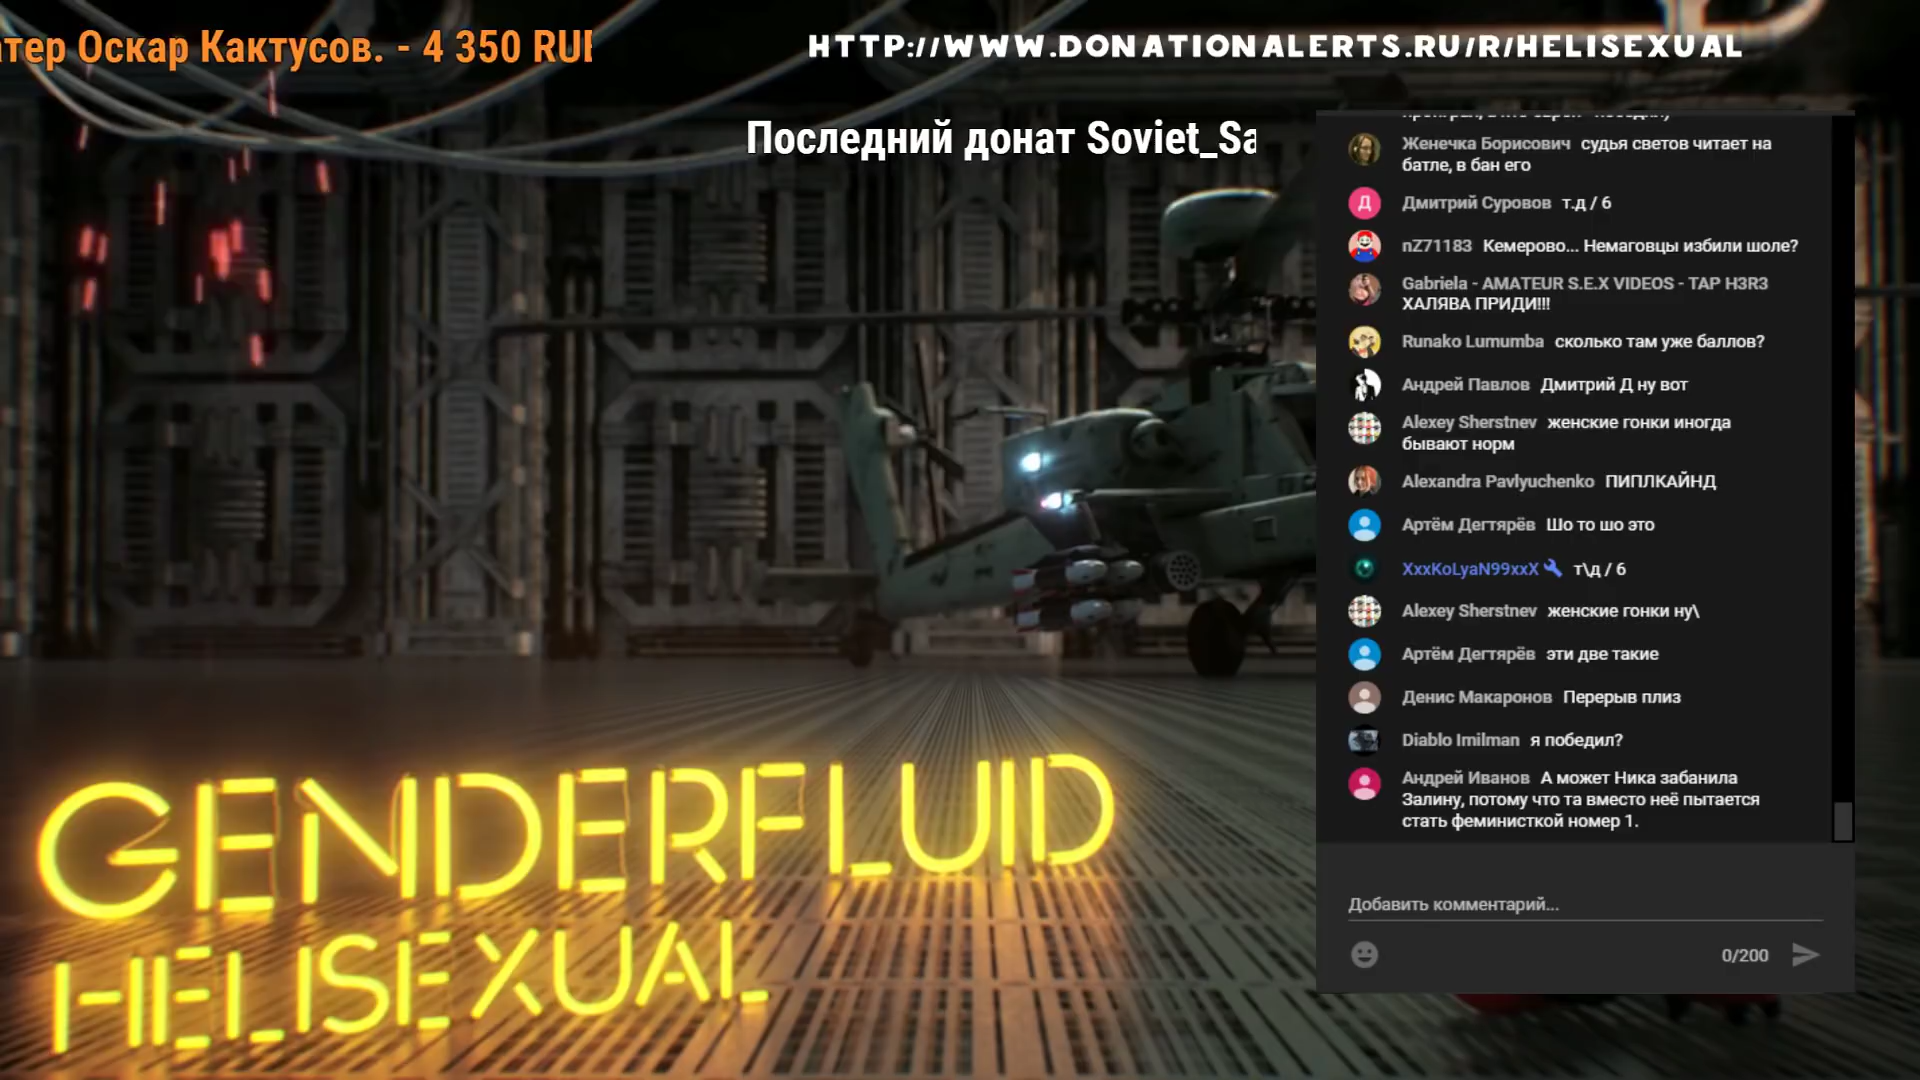 Оскар Кактусов. - 4 350
HTTP://WWW.DONATIONALERTS.RU/R/HELISEXUAL
Последний донат
Женечка Борисович судья светов читает на
батле, в бан его
Д
Дмитрий Суровов т.д / 6
nZ71183 Кемерово... Немаговцы избили шоле?
Gabriela - AMATEUR S.E.X VIDEOS - TAP H3R3
ХАЛЯВА ПРИДИ!!!
Runako Lumumba сколько там уже баллов?
Андрей Павлов Дмитрий Д ну вот
Alexey Sherstnev женские гонки иногда
бывают норм
Alexandra Pavlyuchenko ПИПЛКАЙНД
Артём Дегтярёв Шо то шо это
XxxKoLyaN99xxX т\д / 6
Alexey Sherstnev женские гонки ну\
Артём Дегтярёв эти две такие
Денис Макаронов Перерыв плиз
Diablo Imilman я победил?
Андрей Иванов А может Ника забанила
Залину, потому что та вместо неё пытается
стать феминисткой номер 1.
Добавить комментарий...
0/200
GENDERFLUID
HELISEXUAL